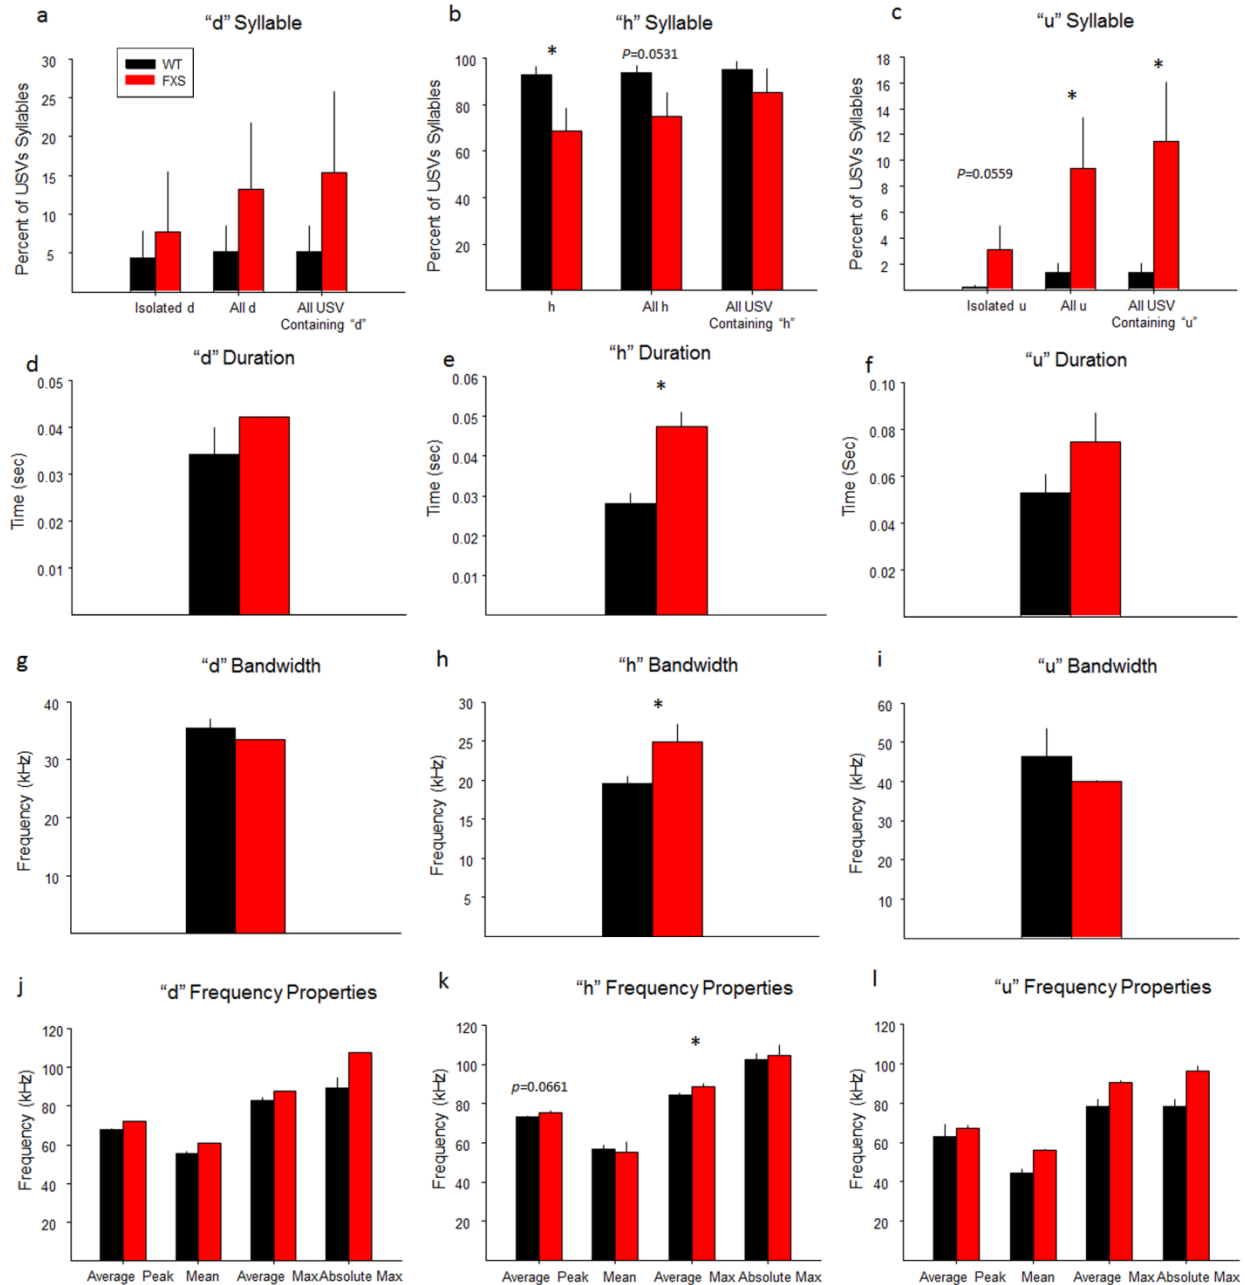 a
“d” Syllable
WT
FXS
Percent of USVs Syllables
30
25
20
15
10
5
Isolated d
All d
All USV
Containing “d”
b
“h” Syllable
*
P=0.0531
Percent of USVs Syllables
100
80
60
40
20
h
All h
All USV
Containing “h”
c
“u” Syllable
P=0.0559
*
*
Percent of USVs Syllables
18
16
14
12
10
8
6
4
2
Isolated u
All u
All USV
Containing “u”
d
“d” Duration
Time (sec)
0.05
0.04
0.03
0.02
0.01
e
“h” Duration
*
Time (sec)
0.06
0.05
0.04
0.03
0.02
0.01
f
“u” Duration
Time (Sec)
0.10
0.08
0.06
0.04
0.02
g
“d” Bandwidth
Frequency (kHz)
40
30
20
10
h
“h” Bandwidth
*
Frequency (kHz)
30
25
20
15
10
5
i
“u” Bandwidth
Frequency (kHz)
60
50
40
30
20
10
j
“d” Frequency Properties
Frequency (kHz)
120
100
80
60
40
20
Average Peak
Mean
Average Max
Absolute Max
k
“h” Frequency Properties
p=0.0661
*
Frequency (kHz)
120
100
80
60
40
20
Average Peak
Mean
Average Max
Absolute Max
l
“u” Frequency Properties
Frequency (kHz)
120
100
80
60
40
20
Average Peak
Mean
Average Max
Absolute Max